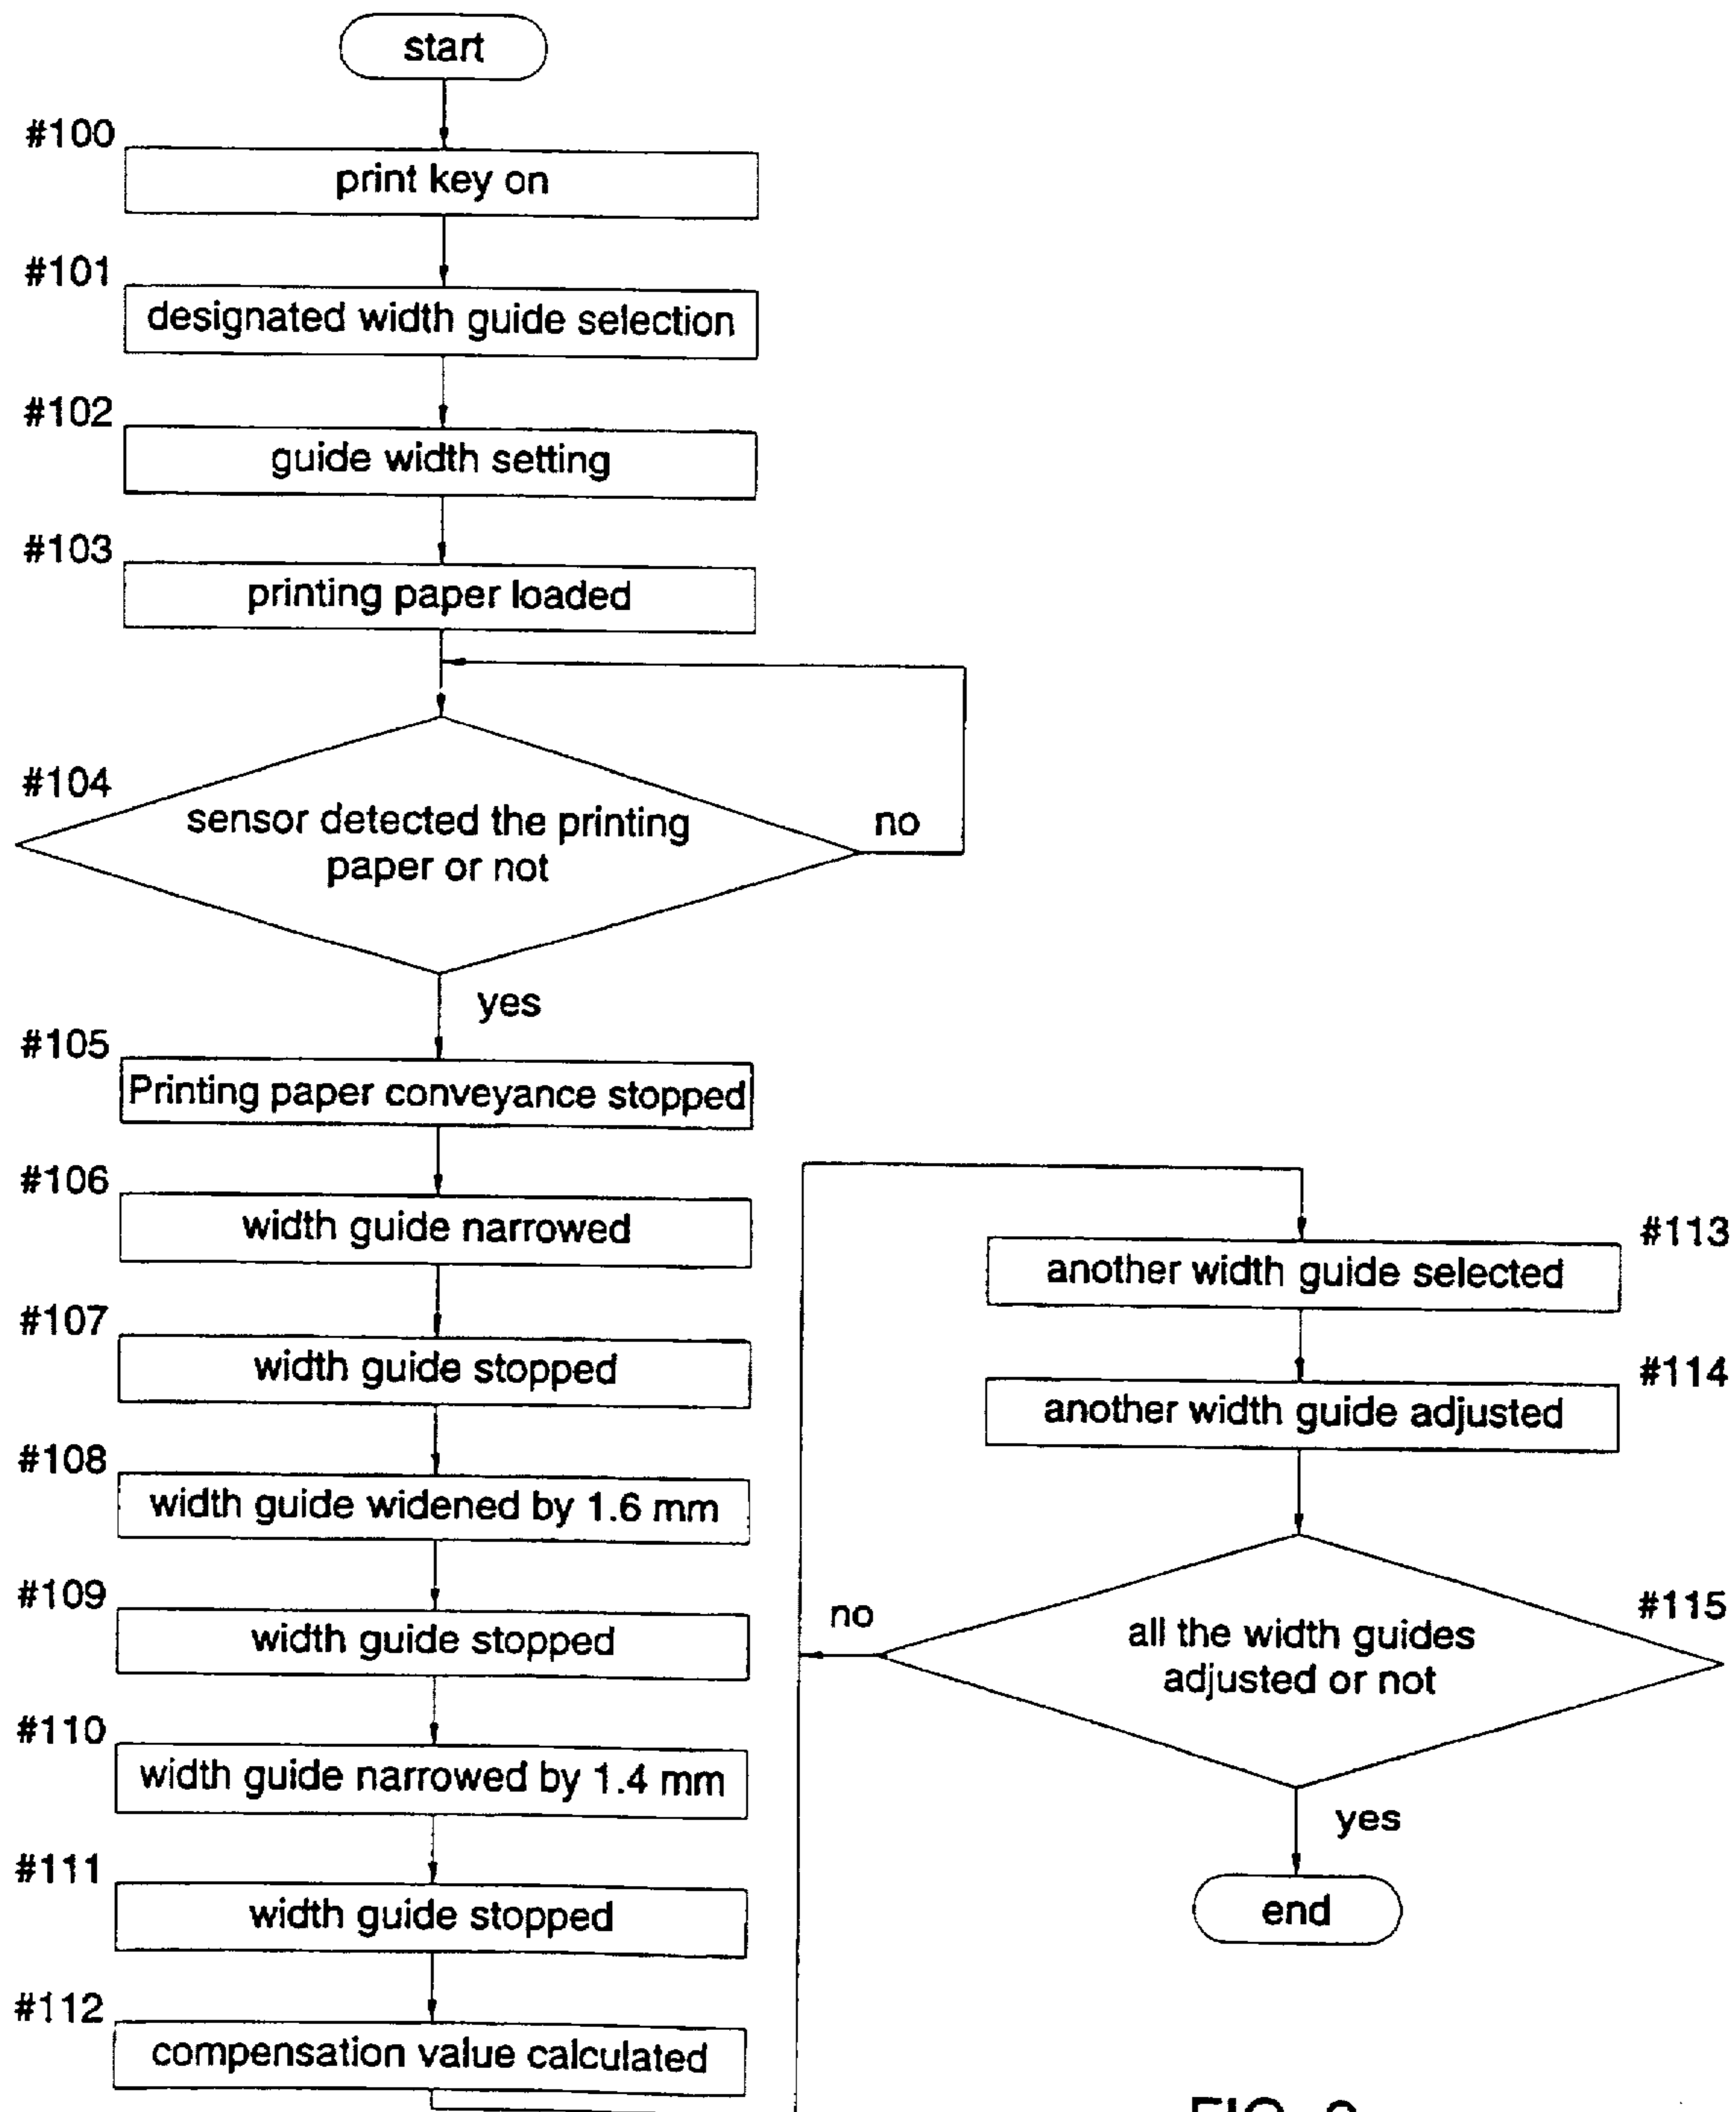 start
#100
print key on
#101
designated width guide selection
#102
guide width setting
#103
printing paper loaded
#104
sensor detected the printing
paper or not
no
yes
#105
Printing paper conveyance stopped
#106
width guide narrowed
#107
width guide stopped
#108
width guide widened by 1.6 mm
#109
width guide stopped
#110
width guide narrowed by 1.4 mm
#111
width guide stopped
#112
compensation value calculated
#113
another width guide selected
#114
another width guide adjusted
#115
all the width guides
adjusted or not
no
yes
end